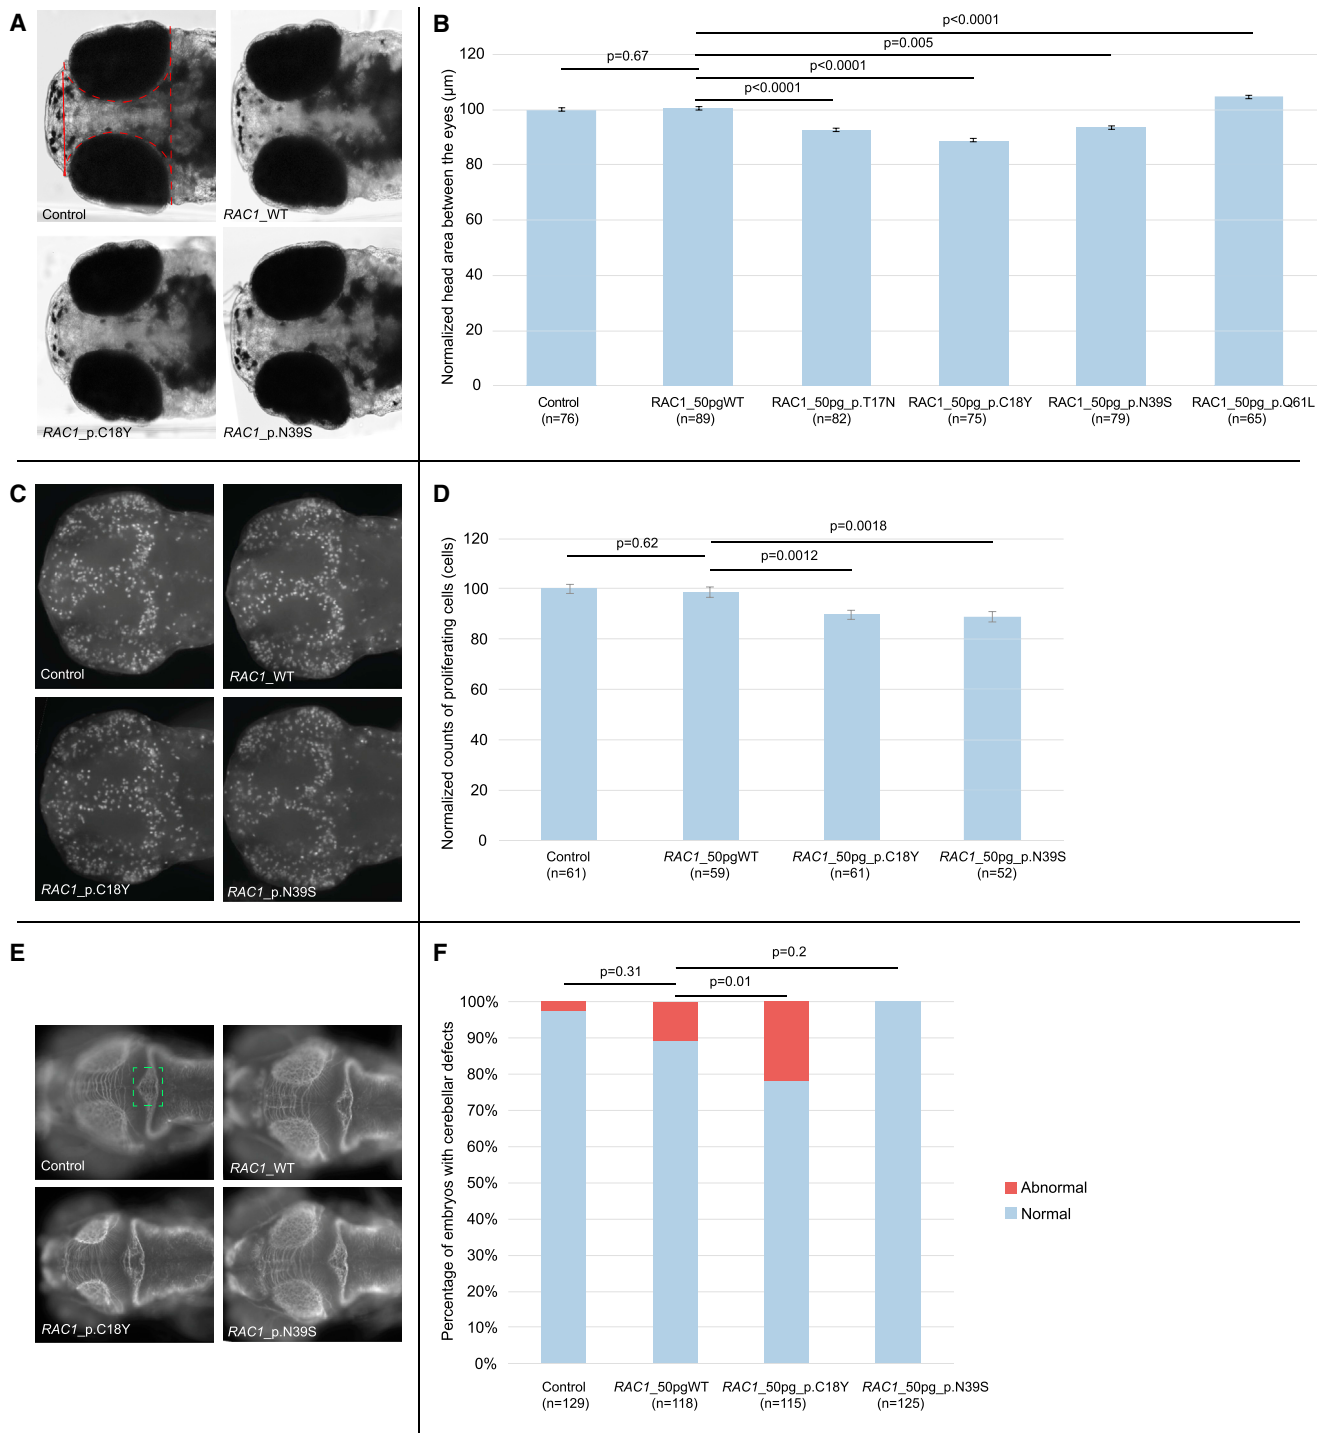 A
Control
RAC1_WT
RAC1_p.C18Y
RAC1_p.N39S
B
p<0.0001
p=0.005
p<0.0001
p<0.0001
p=0.67
Normalized head area between the eyes (μm)
120
100
80
60
40
20
0
Control
(n=76)
RAC1_50pgWT
(n=89)
RAC1_50pg_p.T17N
(n=82)
RAC1_50pg_p.C18Y
(n=75)
RAC1_50pg_p.N39S
(n=79)
RAC1_50pg_p.Q61L
(n=65)
C
Control
RAC1_WT
RAC1_p.C18Y
RAC1_p.N39S
D
p=0.0018
p=0.62
p=0.0012
Normalized counts of proliferating cells (cells)
120
100
80
60
40
20
0
Control
(n=61)
RAC1_50pgWT
(n=59)
RAC1_50pg_p.C18Y
(n=61)
RAC1_50pg_p.N39S
(n=52)
E
Control
RAC1_WT
RAC1_p.C18Y
RAC1_p.N39S
F
p=0.2
p=0.31
p=0.01
Percentage of embryos with cerebellar defects
100%
90%
80%
70%
60%
50%
40%
30%
20%
10%
0%
Control
(n=129)
RAC1_50pgWT
(n=118)
RAC1_50pg_p.C18Y
(n=115)
RAC1_50pg_p.N39S
(n=125)
Abnormal
Normal